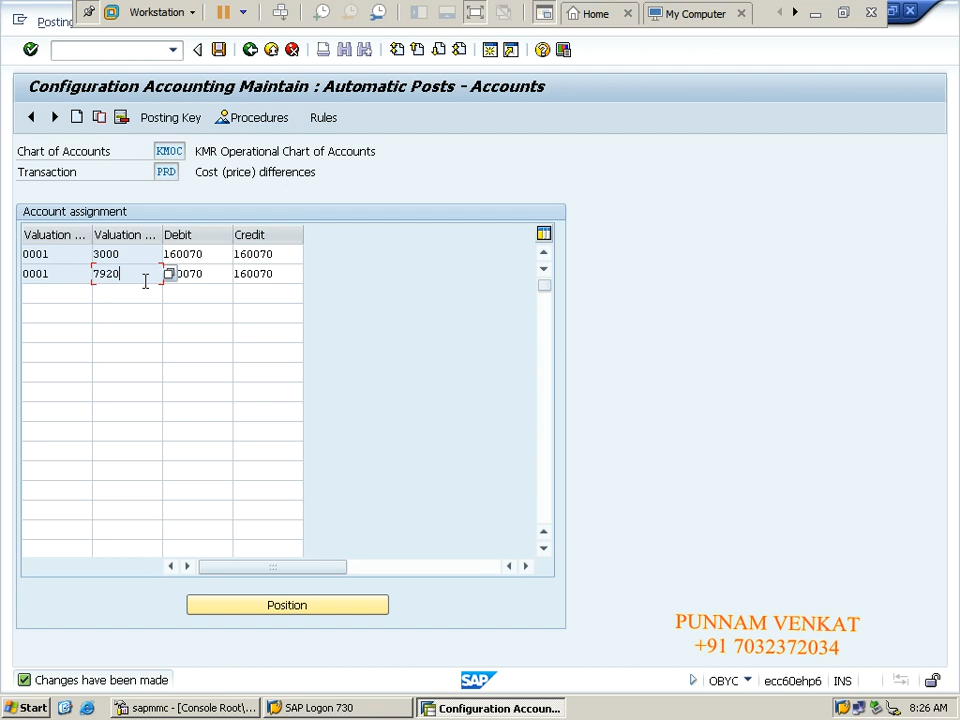 Workstation
Home
My Computer
Posting
Configuration Accounting Maintain : Automatic Posts - Accounts
Posting Key
Procedures
Rules
Chart of Accounts KMOC KMR Operational Chart of Accounts
Transaction PRD Cost (price) differences
Account assignment
Valuation ... Valuation ... Debit Credit
0001 3000 160070 160070
0001 7920 0070 160070
Position
PUNNAM VENKAT
+91 7032372034
Changes have been made
SAP
OBYC
ecc60ehp6
INS
Start
sapmmc - [Console Root\...
SAP Logon 730
Configuration Accoun...
8:26 AM